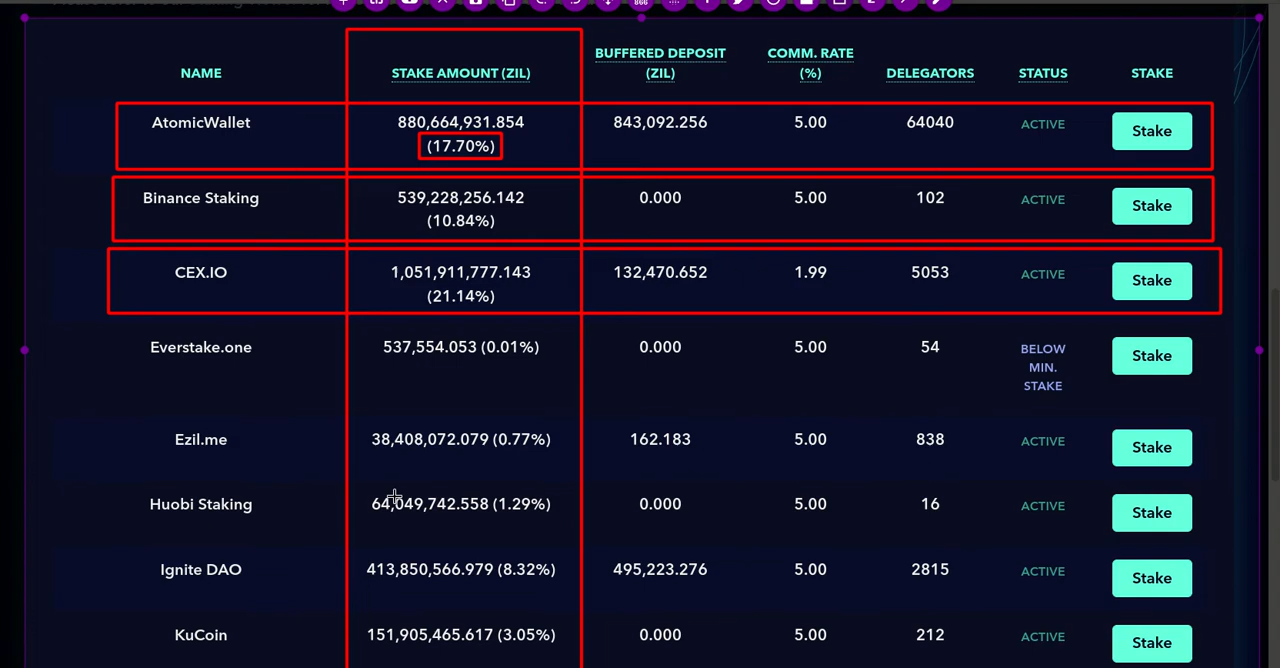 BUFFERED DEPOSIT COMM. RATE
NAME STAKE AMOUNT (ZIL) (ZIL) (%) DELEGATORS STATUS STAKE
AtomicWallet 880,664,931.854 843,092.256 5.00 64040 ACTIVE Stake
(17.70%)
Binance Staking 539,228,256.142 0.000 5.00 102 ACTIVE Stake
(10.84%)
CEX.IO 1,051,911,777.143 132,470.652 1.99 5053 ACTIVE Stake
(21.14%)
Everstake.one 537,554.053 (0.01%) 0.000 5.00 54 BELOW Stake
MIN.
STAKE
Ezil.me 38,408,072.079 (0.77%) 162.183 5.00 838 ACTIVE Stake
Huobi Staking 64,049,742.558 (1.29%) 0.000 5.00 16 ACTIVE Stake
Ignite DAO 413,850,566.979 (8.32%) 495,223.276 5.00 2815 ACTIVE Stake
KuCoin 151,905,465.617 (3.05%) 0.000 5.00 212 ACTIVE Stake